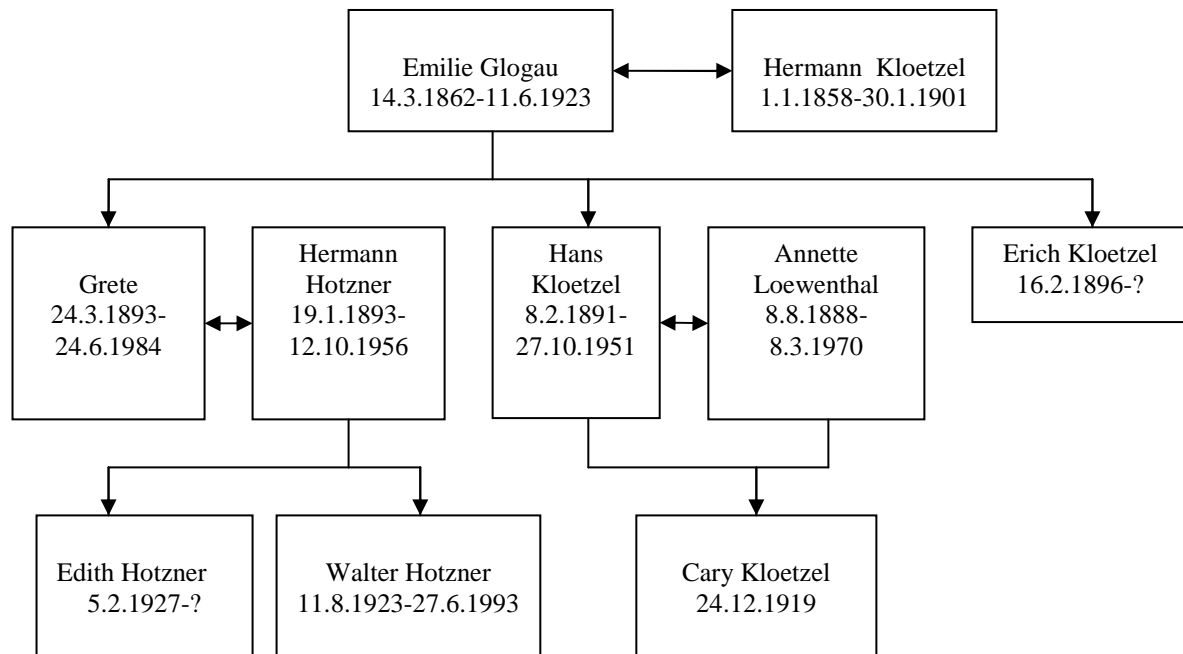 Emilie Glogau
14.3.1862-11.6.1923
Hermann Kloetzel
1.1.1858-30.1.1901
Grete
24.3.1893-
24.6.1984
Hermann
Hotzner
19.1.1893-
12.10.1956
Hans
Kloetzel
8.2.1891-
27.10.1951
Annette
Loewenthal
8.8.1888-
8.3.1970
Erich Kloetzel
16.2.1896-?
Edith Hotzner
5.2.1927-?
Walter Hotzner
11.8.1923-27.6.1993
Cary Kloetzel
24.12.1919